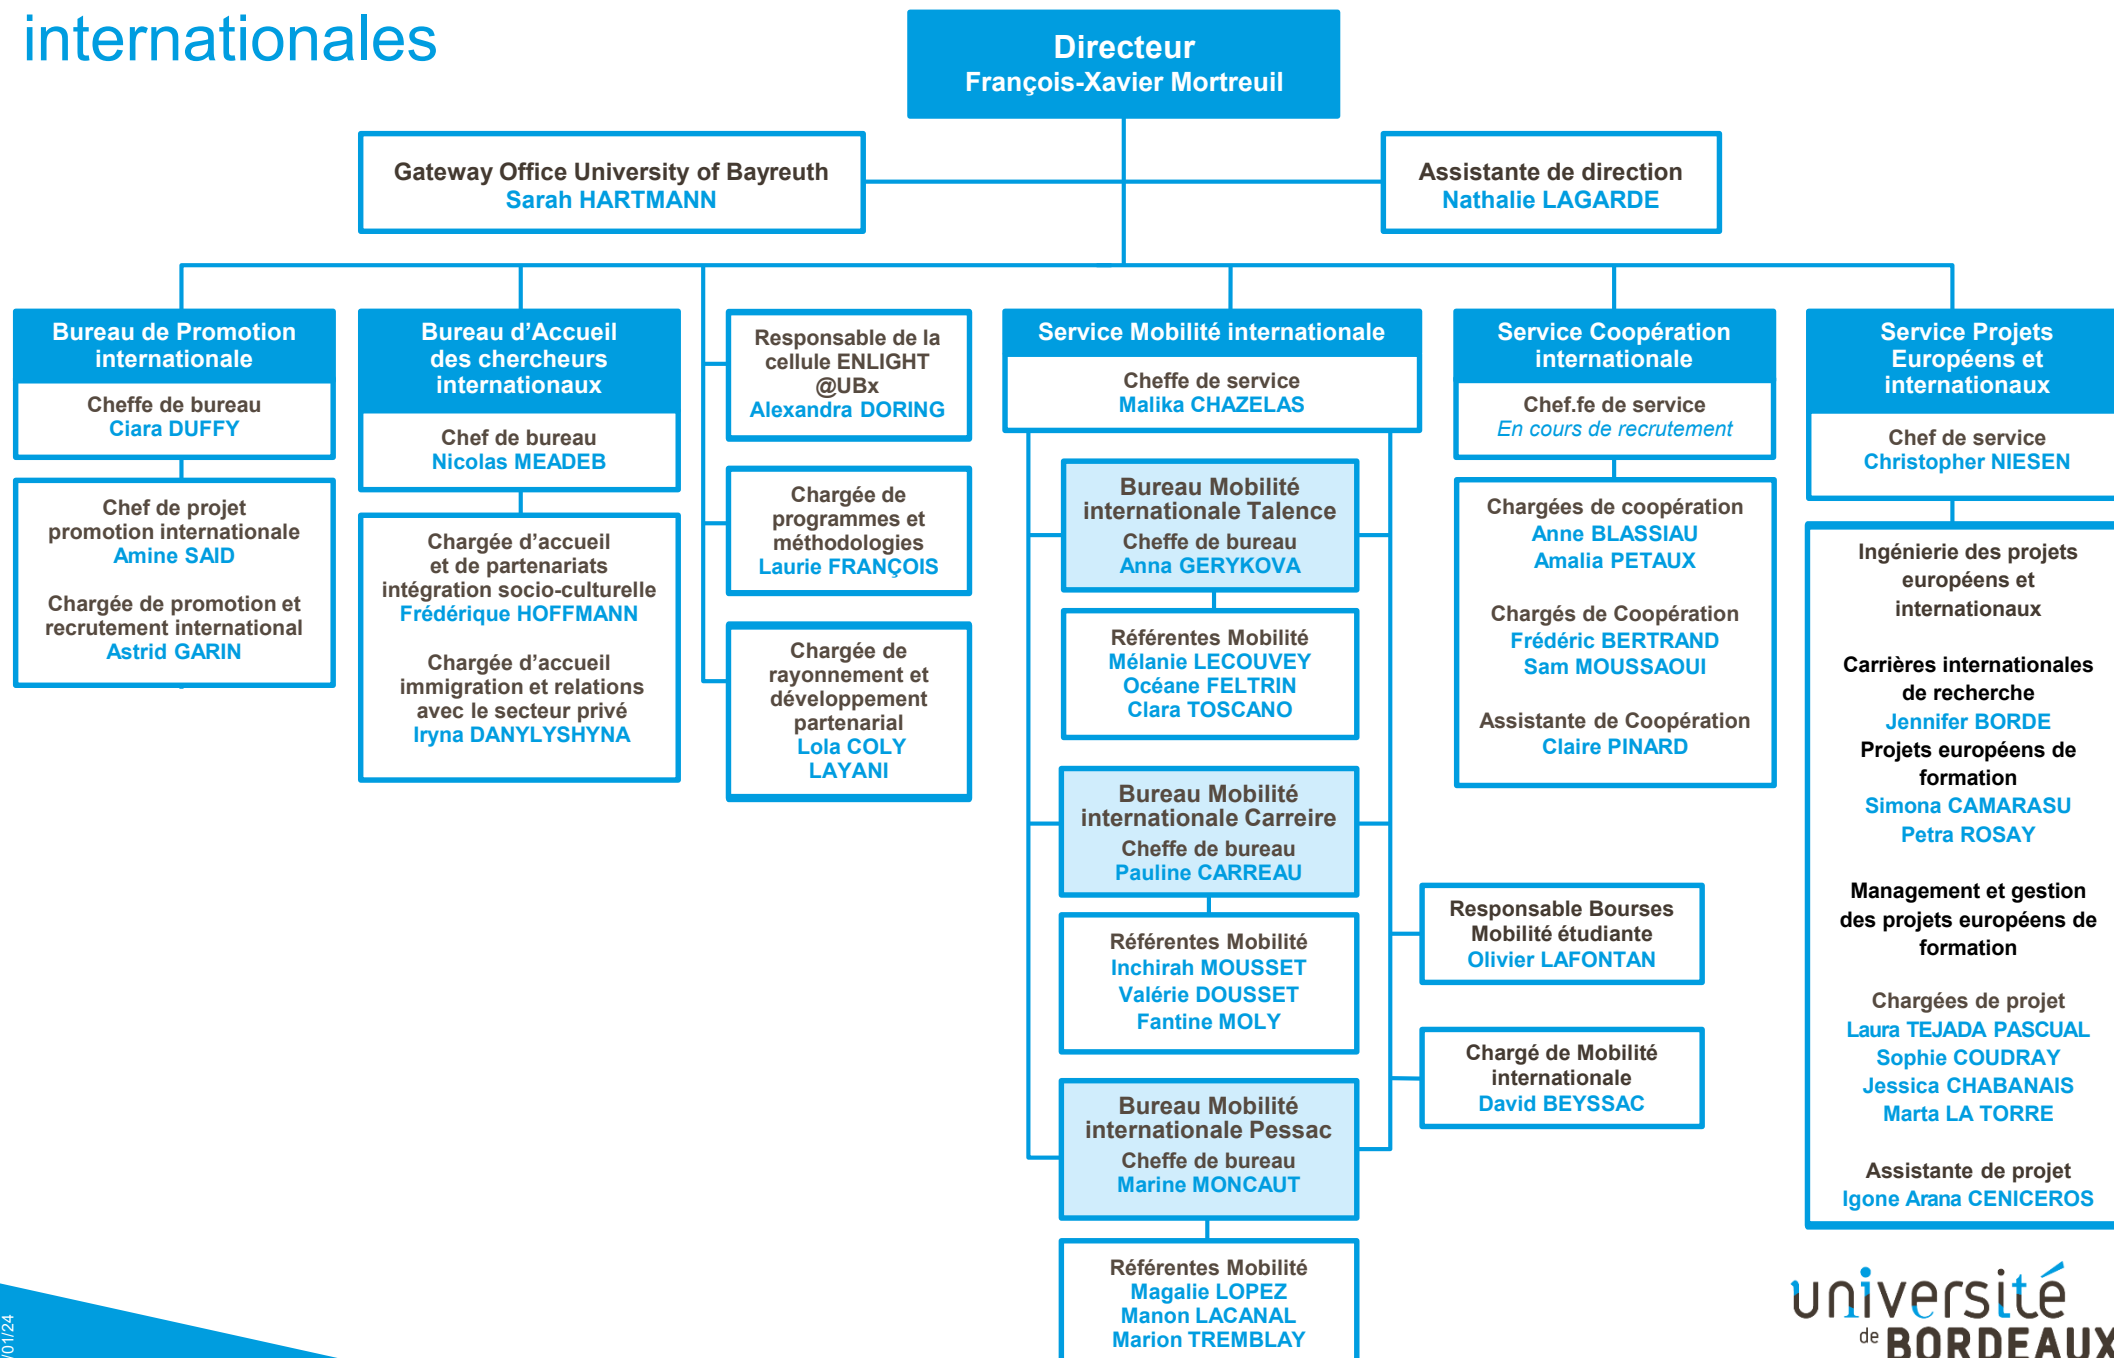 internationales
Directeur
François-Xavier Mortreuil
Gateway Office University of Bayreuth
Sarah HARTMANN
Assistante de direction
Nathalie LAGARDE
Bureau de Promotion
internationale
Cheffe de bureau
Ciara DUFFY
Chef de projet
promotion internationale
Amine SAID
Chargée de promotion et
recrutement international
Astrid GARIN
Bureau d’Accueil
des chercheurs
internationaux
Chef de bureau
Nicolas MEADEB
Chargée d’accueil
et de partenariats
intégration socio-culturelle
Frédérique HOFFMANN
Chargée d’accueil
immigration et relations
avec le secteur privé
Iryna DANYLYSHYNA
Responsable de la
cellule ENLIGHT
@UBx
Alexandra DORING
Chargée de
programmes et
méthodologies
Laurie FRANÇOIS
Chargée de
rayonnement et
développement
partenarial
Lola COLY
LAYANI
Service Mobilité internationale
Cheffe de service
Malika CHAZELAS
Bureau Mobilité
internationale Talence
Cheffe de bureau
Anna GERYKOVA
Référentes Mobilité
Mélanie LECOUVEY
Océane FELTRIN
Clara TOSCANO
Bureau Mobilité
internationale Carreire
Cheffe de bureau
Pauline CARREAU
Référentes Mobilité
Inchirah MOUSSET
Valérie DOUSSET
Fantine MOLY
Bureau Mobilité
internationale Pessac
Cheffe de bureau
Marine MONCAUT
Référentes Mobilité
Magalie LOPEZ
Manon LACANAL
Marion TREMBLAY
Responsable Bourses
Mobilité étudiante
Olivier LAFONTAN
Chargé de Mobilité
internationale
David BEYSSAC
Service Coopération
internationale
Chef.fe de service
En cours de recrutement
Chargées de coopération
Anne BLASSIAU
Amalia PETAUX
Chargés de Coopération
Frédéric BERTRAND
Sam MOUSSAOUI
Assistante de Coopération
Claire PINARD
Service Projets
Européens et
internationaux
Chef de service
Christopher NIESEN
Ingénierie des projets
européens et
internationaux
Carrières internationales
de recherche
Jennifer BORDE
Projets européens de
formation
Simona CAMARASU
Petra ROSAY
Management et gestion
des projets européens de
formation
Chargées de projet
Laura TEJADA PASCUAL
Sophie COUDRAY
Jessica CHABANAIS
Marta LA TORRE
Assistante de projet
Igone Arana CENICEROS
/01/24
université
de BORDEAUX